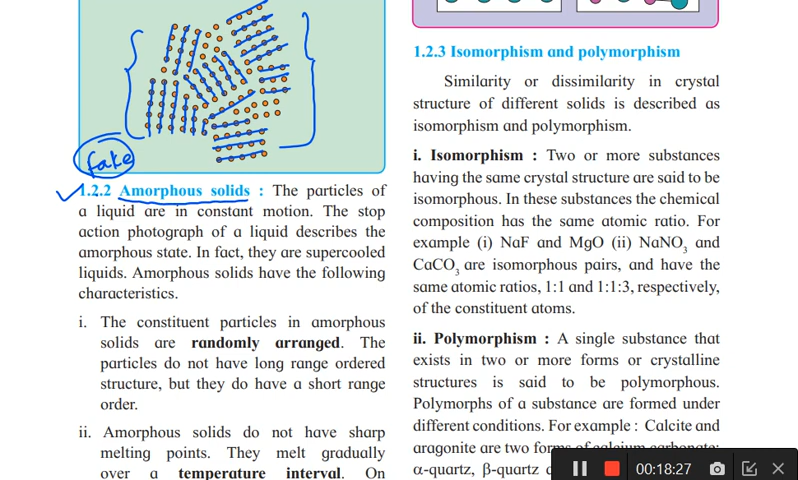 fake
1.2.2 Amorphous solids : The particles of
a liquid are in constant motion. The stop
action photograph of a liquid describes the
amorphous state. In fact, they are supercooled
liquids. Amorphous solids have the following
characteristics.
i. The constituent particles in amorphous
solids are randomly arranged. The
particles do not have long range ordered
structure, but they do have a short range
order.
ii. Amorphous solids do not have sharp
melting points. They melt gradually
over a temperature interval. On
1.2.3 Isomorphism and polymorphism
Similarity or dissimilarity in crystal
structure of different solids is described as
isomorphism and polymorphism.
i. Isomorphism : Two or more substances
having the same crystal structure are said to be
isomorphous. In these substances the chemical
composition has the same atomic ratio. For
example (i) NaF and MgO (ii) NaNO₃ and
CaCO₃ are isomorphous pairs, and have the
same atomic ratios, 1:1 and 1:1:3, respectively,
of the constituent atoms.
ii. Polymorphism : A single substance that
exists in two or more forms or crystalline
structures is said to be polymorphous.
Polymorphs of a substance are formed under
different conditions. For example : Calcite and
aragonite are two forms of calcium carbonate;
α-quartz, β-quartz
00:18:27